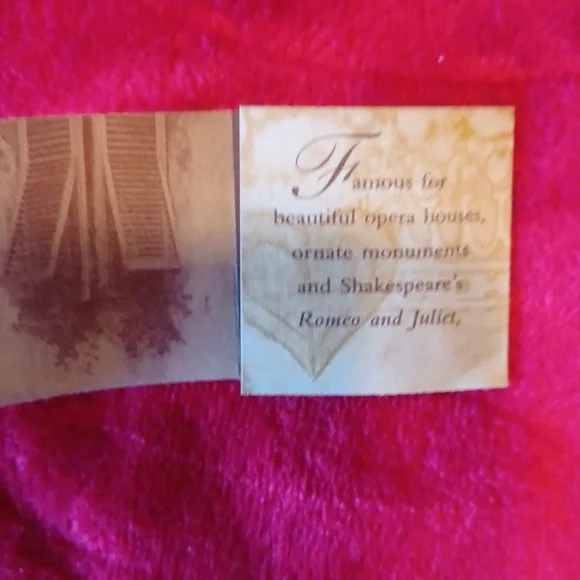 Famous for
beautiful opera houses,
ornate monuments
and Shakespeare's
Romeo and Juliet,